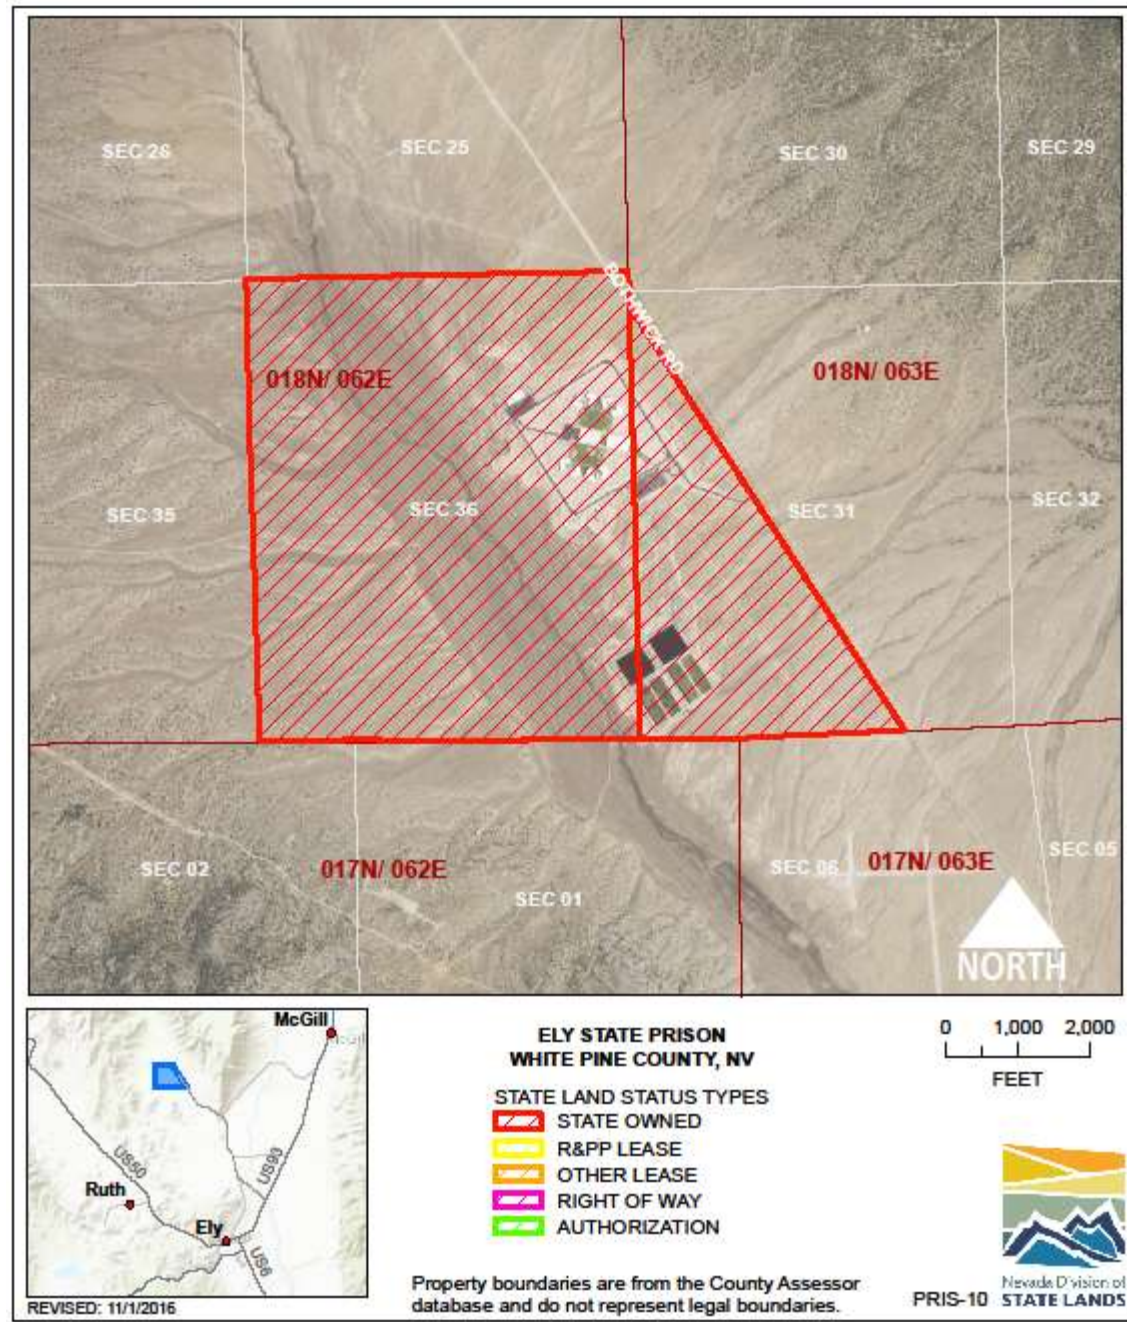 SEC 26
SEC 25
SEC 30
SEC 29
BOTHWICK RD
018N/ 062E
018N/ 063E
SEC 35
SEC 36
SEC 31
SEC 32
SEC 02
017N/ 062E
SEC 01
SEC 06
017N/ 063E
SEC 05
NORTH
McGill
US50
US93
Ruth
Ely
US6
REVISED: 11/1/2016
ELY STATE PRISON
WHITE PINE COUNTY, NV
STATE LAND STATUS TYPES
STATE OWNED
R&PP LEASE
OTHER LEASE
RIGHT OF WAY
AUTHORIZATION
Property boundaries are from the County Assessor
database and do not represent legal boundaries.
0 1,000 2,000
FEET
PRIS-10
Nevada Division of
STATE LANDS